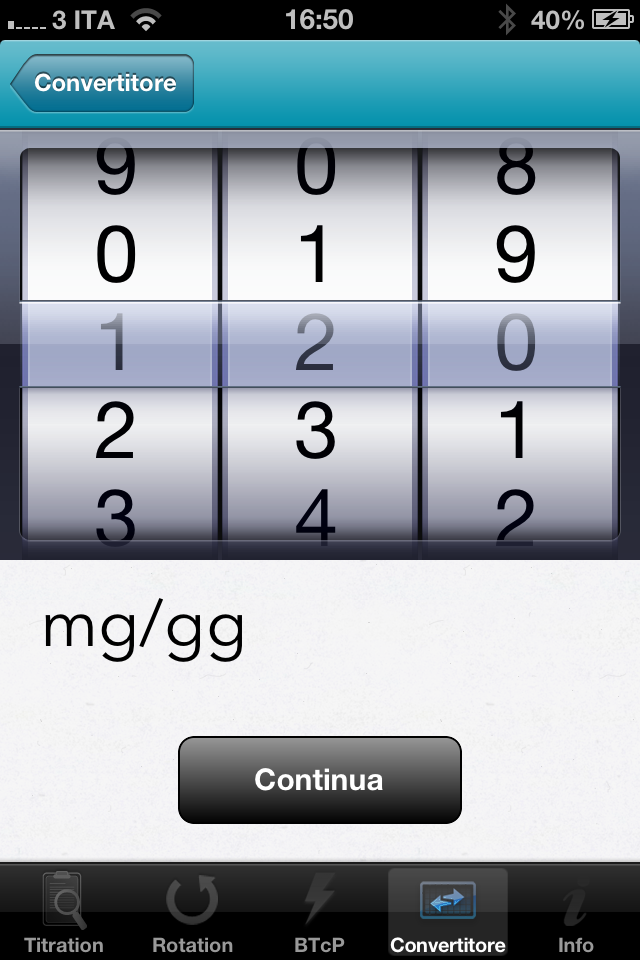 3 ITA 16:50 40%
Convertitore
9 0 8
0 1 9
1 2 0
2 3 1
3 4 2
mg/gg
Continua
Titration Rotation BTcP Convertitore Info